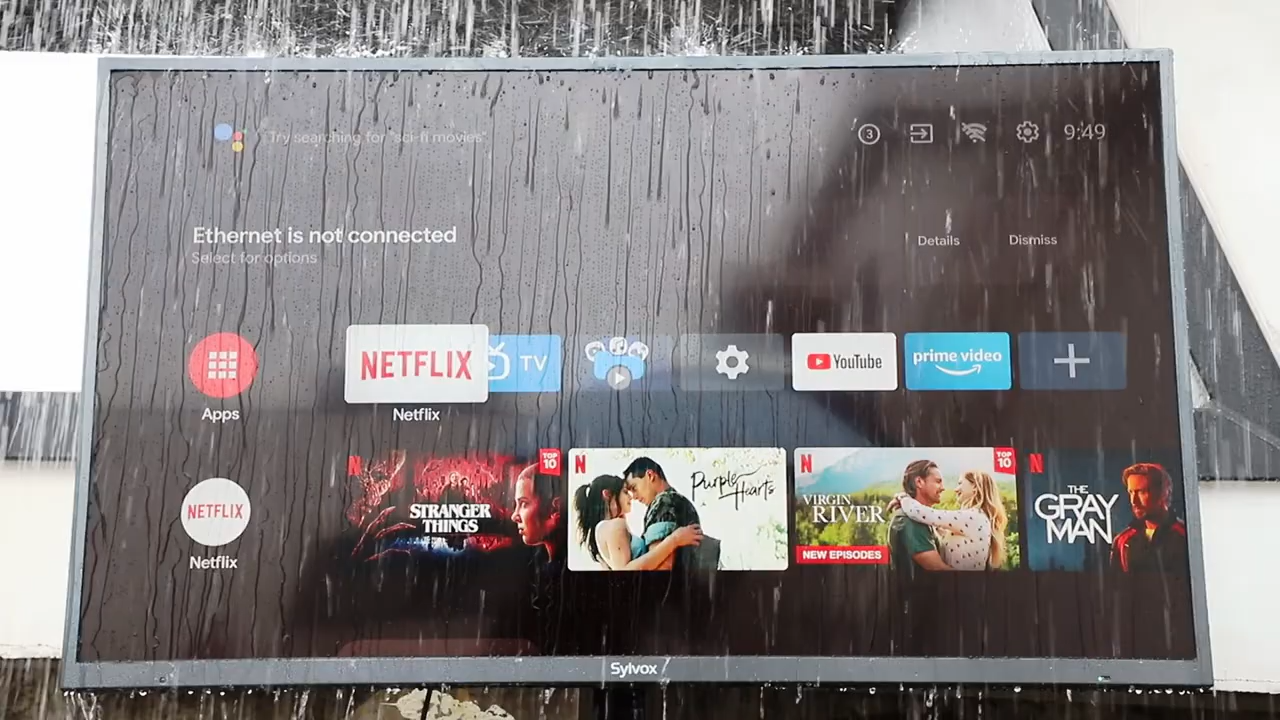 Try searching for "sci-fi movies"
3
9:49
Ethernet is not connected
Select for options
Details
Dismiss
NETFLIX
TV
YouTube
prime video
Apps
Netflix
NETFLIX
Netflix
N
STRANGER
THINGS
TOP
10
N
Purple
Hearts
N
VIRGIN
RIVER
NEW EPISODES
TOP
10
N
THE
GRAY
MAN
Sylvox